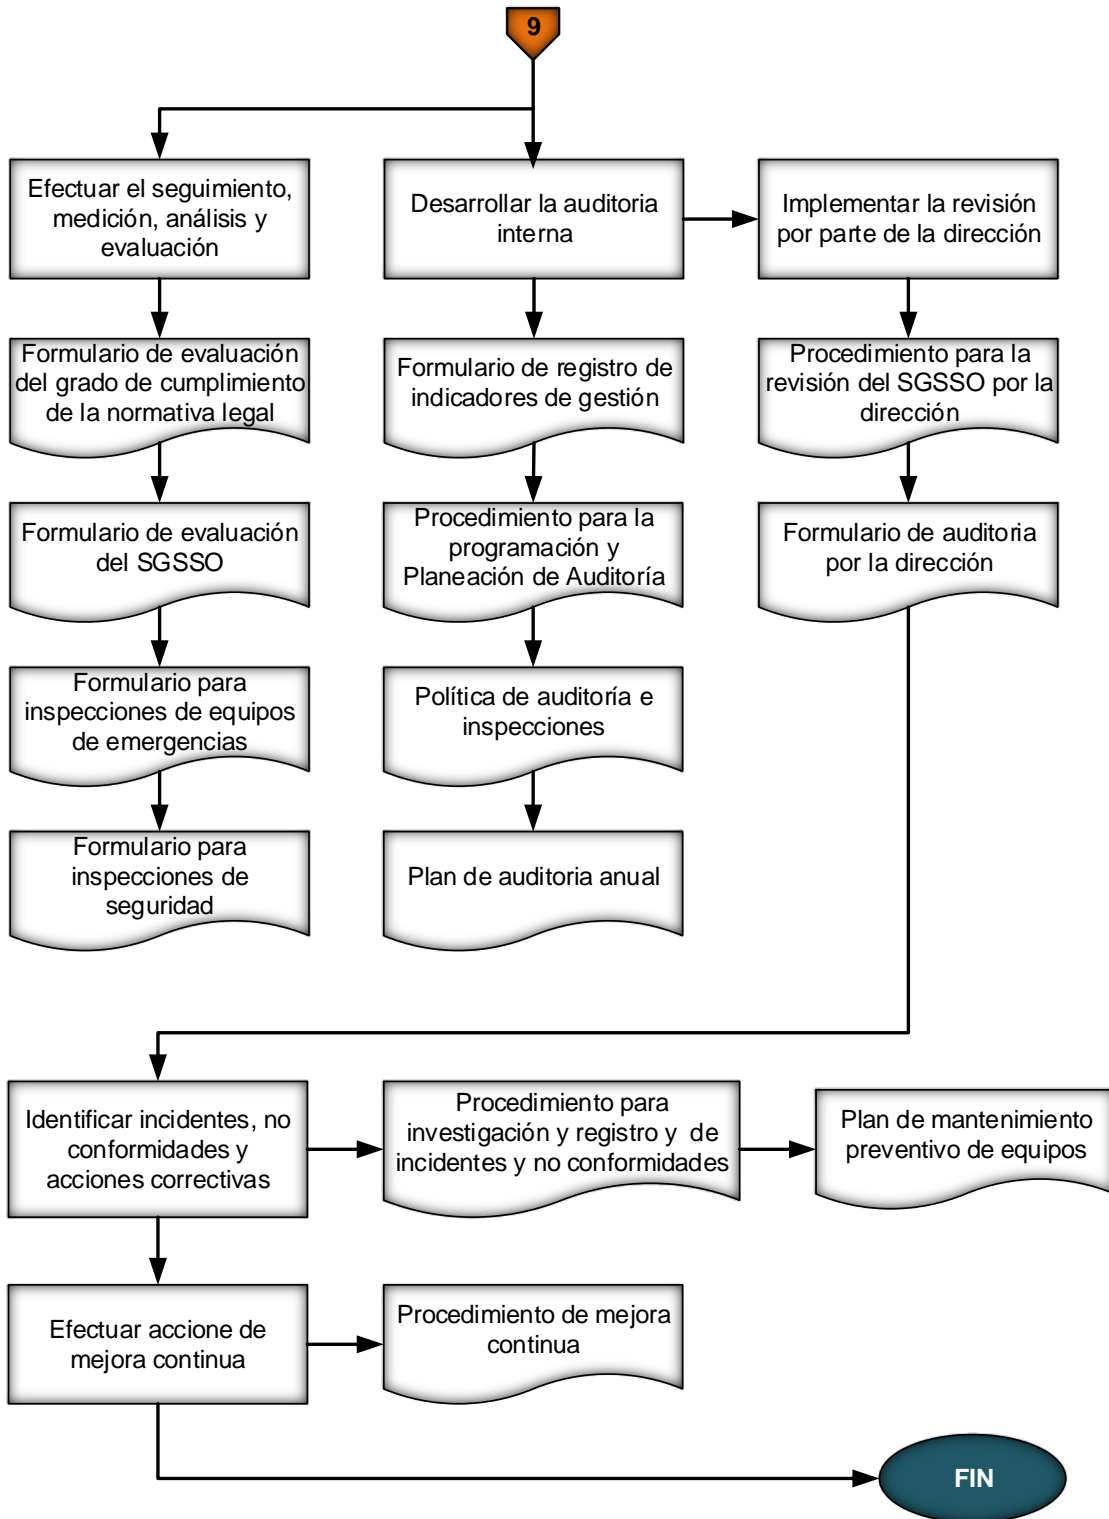 9
Efectuar el seguimiento,
medición, análisis y
evaluación
Desarrollar la auditoria
interna
Implementar la revisión
por parte de la dirección
Formulario de evaluación
del grado de cumplimiento
de la normativa legal
Formulario de registro de
indicadores de gestión
Procedimiento para la
revisión del SGSSO por la
dirección
Formulario de evaluación
del SGSSO
Procedimiento para la
programación y
Planeación de Auditoría
Formulario de auditoria
por la dirección
Formulario para
inspecciones de equipos
de emergencias
Política de auditoría e
inspecciones
Formulario para
inspecciones de
seguridad
Plan de auditoria anual
Identificar incidentes, no
conformidades y
acciones correctivas
Procedimiento para
investigación y registro y de
incidentes y no conformidades
Plan de mantenimiento
preventivo de equipos
Efectuar accione de
mejora continua
Procedimiento de mejora
continua
FIN